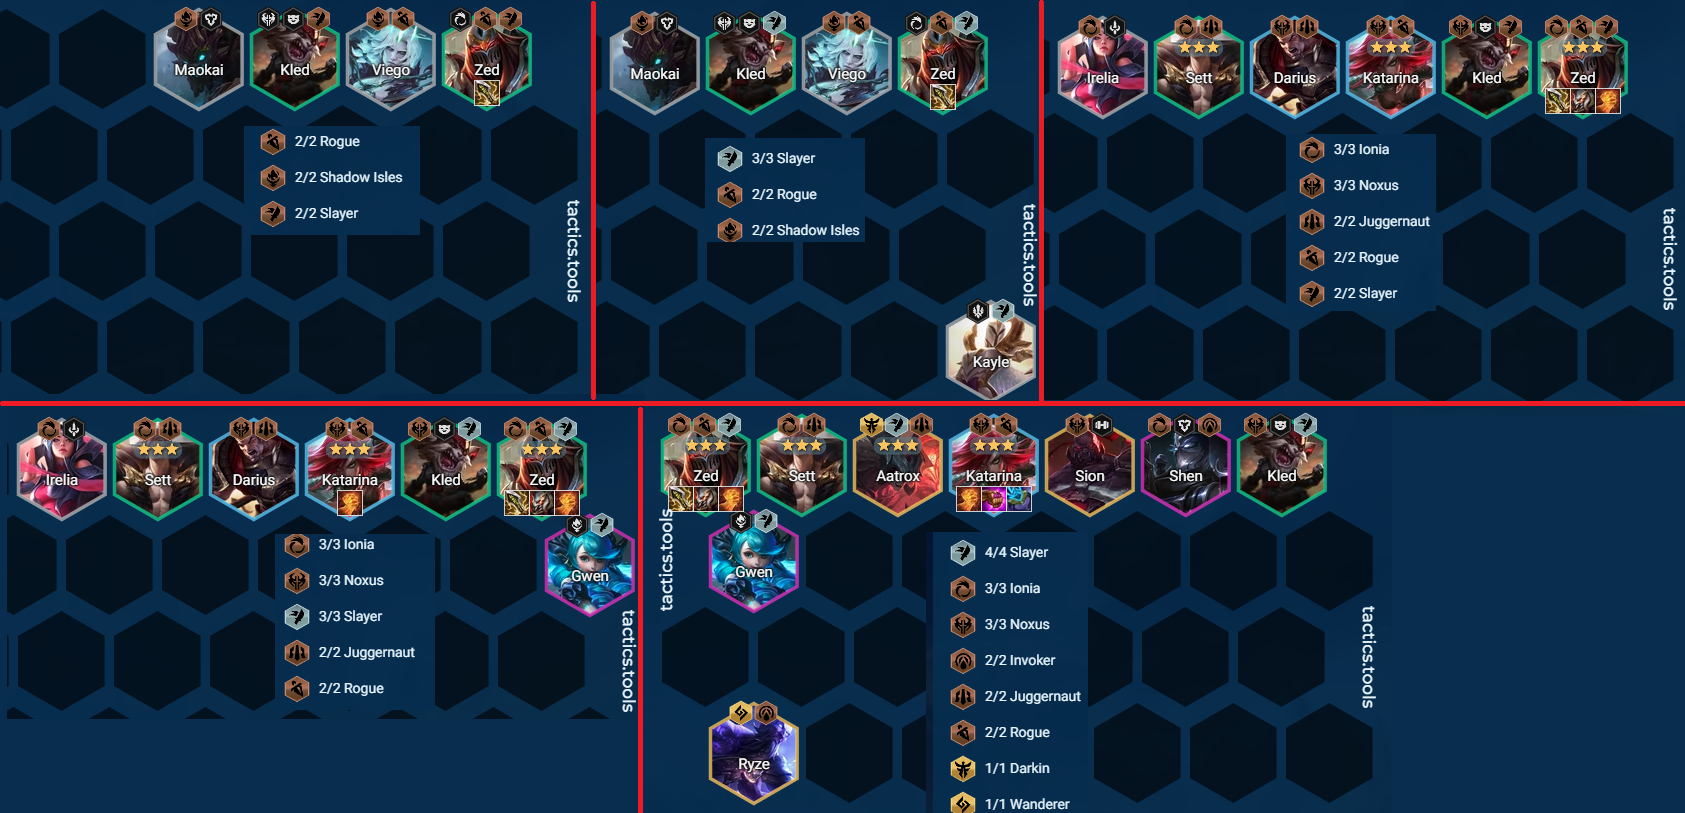 Maokai
Kled
Viego
Zed
2/2 Rogue
2/2 Shadow Isles
2/2 Slayer
tactics.tools
Maokai
Kled
Viego
Zed
3/3 Slayer
2/2 Rogue
2/2 Shadow Isles
tactics.tools
Kayle
Irelia
Sett
Darius
Katarina
Kled
Zed
3/3 Ionia
3/3 Noxus
2/2 Juggernaut
2/2 Rogue
2/2 Slayer
tactics.tools
Irelia
Sett
Darius
Katarina
Kled
Zed
Gwen
3/3 Ionia
3/3 Noxus
3/3 Slayer
2/2 Juggernaut
2/2 Rogue
tactics.tools
Zed
Sett
Aatrox
Katarina
Sion
Shen
Kled
tactics.tools
Gwen
4/4 Slayer
3/3 Ionia
3/3 Noxus
2/2 Invoker
2/2 Juggernaut
2/2 Rogue
1/1 Darkin
1/1 Wanderer
Ryze
tactics.tools